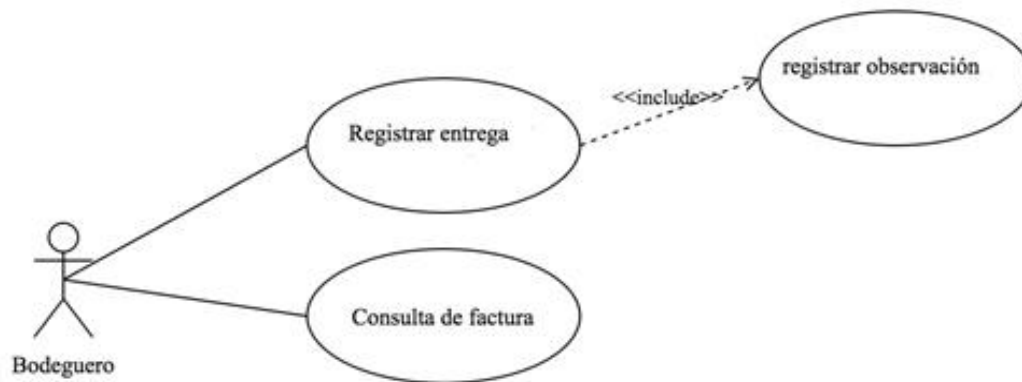 registrar observación
<<include>>
Registrar entrega
Consulta de factura
Bodeguero